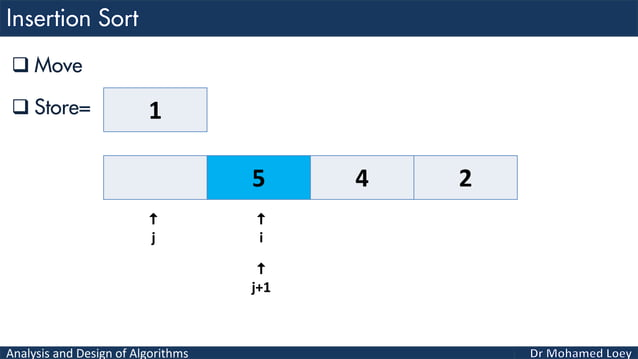 Insertion Sort
Move
Store=
1
5 4 2
j i
j+1
Analysis and Design of Algorithms Dr Mohamed Loey